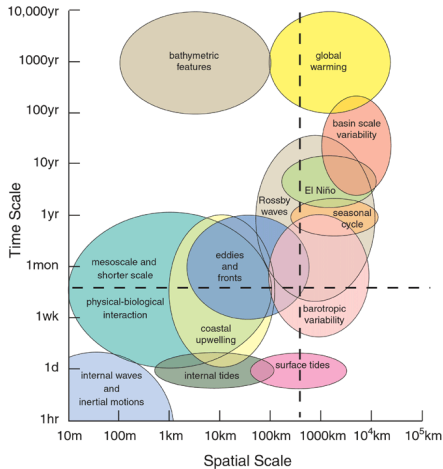 10,000yr
1000yr
100yr
10yr
1yr
1mon
1wk
1d
1hr
Time Scale
bathymetric
features
global
warming
basin scale
variability
El Niño
Rossby
waves
seasonal
cycle
mesoscale and
shorter scale
physical-biological
interaction
eddies
and
fronts
coastal
upwelling
barotropic
variability
internal waves
and
inertial motions
internal tides
surface tides
10m
100m
1km
10km
100km
1000km
10⁴km
10⁵km
Spatial Scale